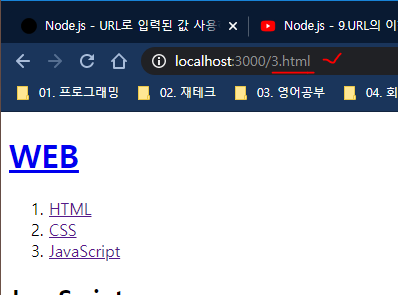 Node.js - URL로 입력된 값 사용
Node.js - 9.URL의 이
localhost:3000/3.html
01. 프로그래밍
02. 재테크
03. 영어공부
04. 회
WEB
1. HTML
2. CSS
3. JavaScript